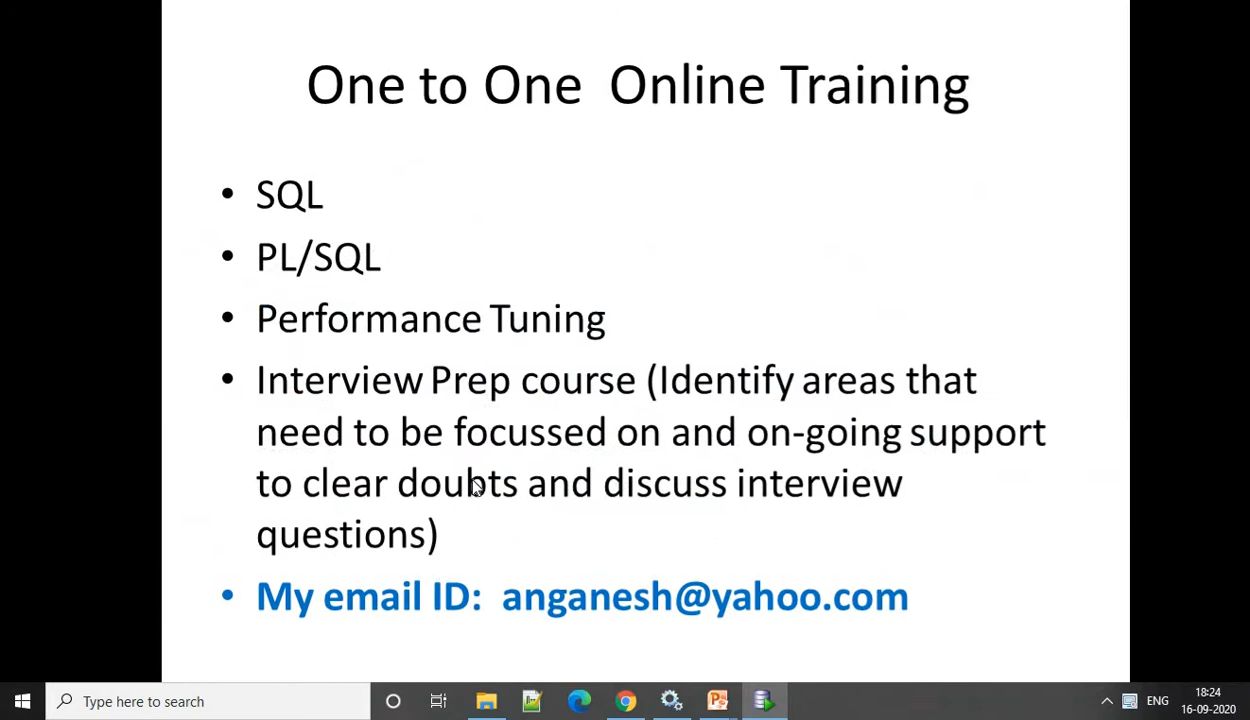 One to One  Online Training
• SQL
• PL/SQL
• Performance Tuning
• Interview Prep course (Identify areas that
need to be focussed on and on-going support
to clear doubts and discuss interview
questions)
• My email ID:  anganesh@yahoo.com
Type here to search
ENG
18:24
16-09-2020